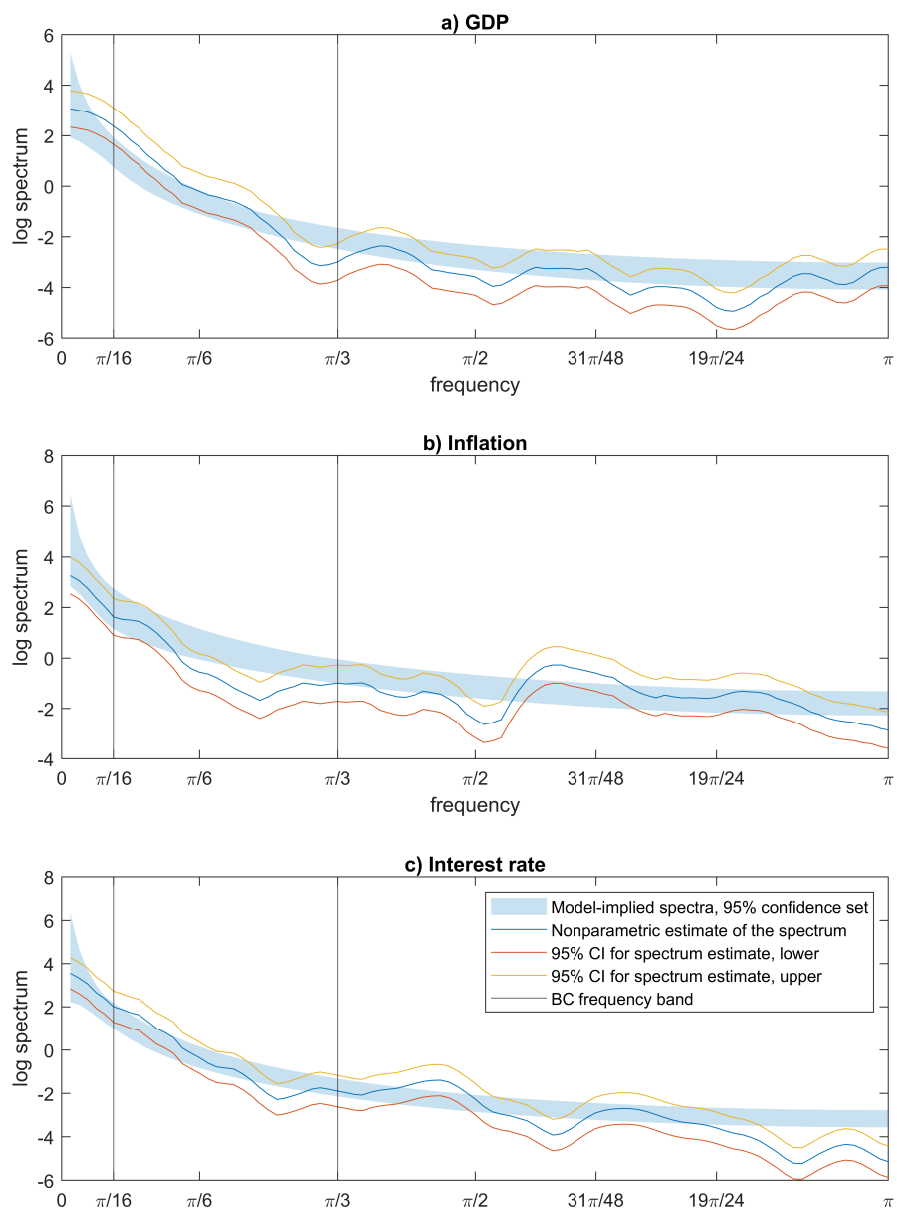 a) GDP
6
4
2
0
-2
-4
-6
log spectrum
0 π/16 π/6 π/3 π/2 31π/48 19π/24 π
frequency
b) Inflation
8
6
4
2
0
-2
-4
log spectrum
0 π/16 π/6 π/3 π/2 31π/48 19π/24 π
frequency
c) Interest rate
8
6
4
2
0
-2
-4
-6
log spectrum
Model-implied spectra, 95% confidence set
Nonparametric estimate of the spectrum
95% CI for spectrum estimate, lower
95% CI for spectrum estimate, upper
BC frequency band
0 π/16 π/6 π/3 π/2 31π/48 19π/24 π